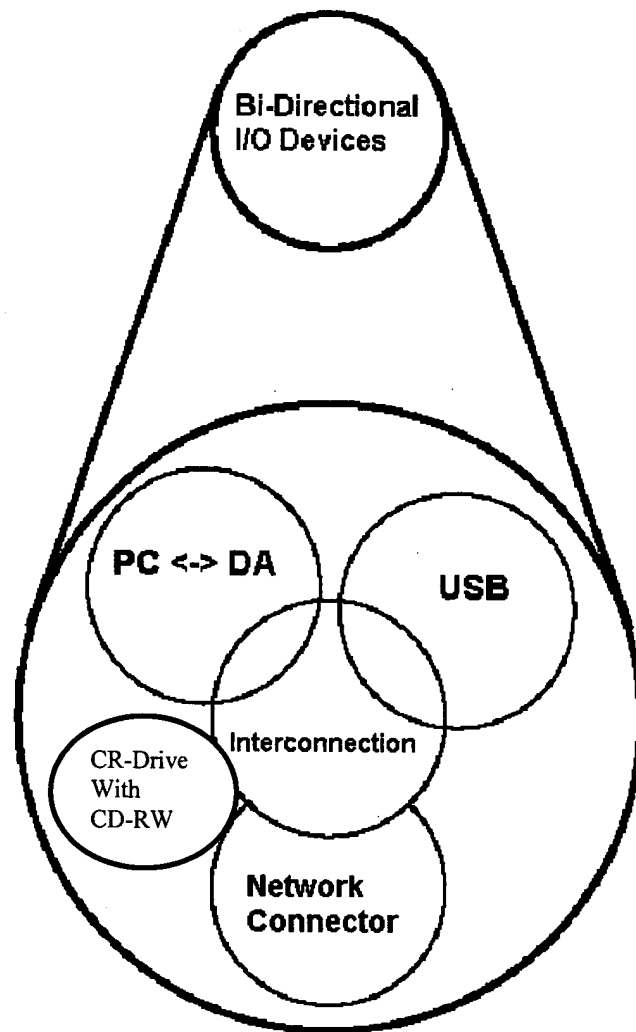 Bi-Directional
I/O Devices
PC <-> DA
USB
Interconnection
CR-Drive
With
CD-RW
Network
Connector